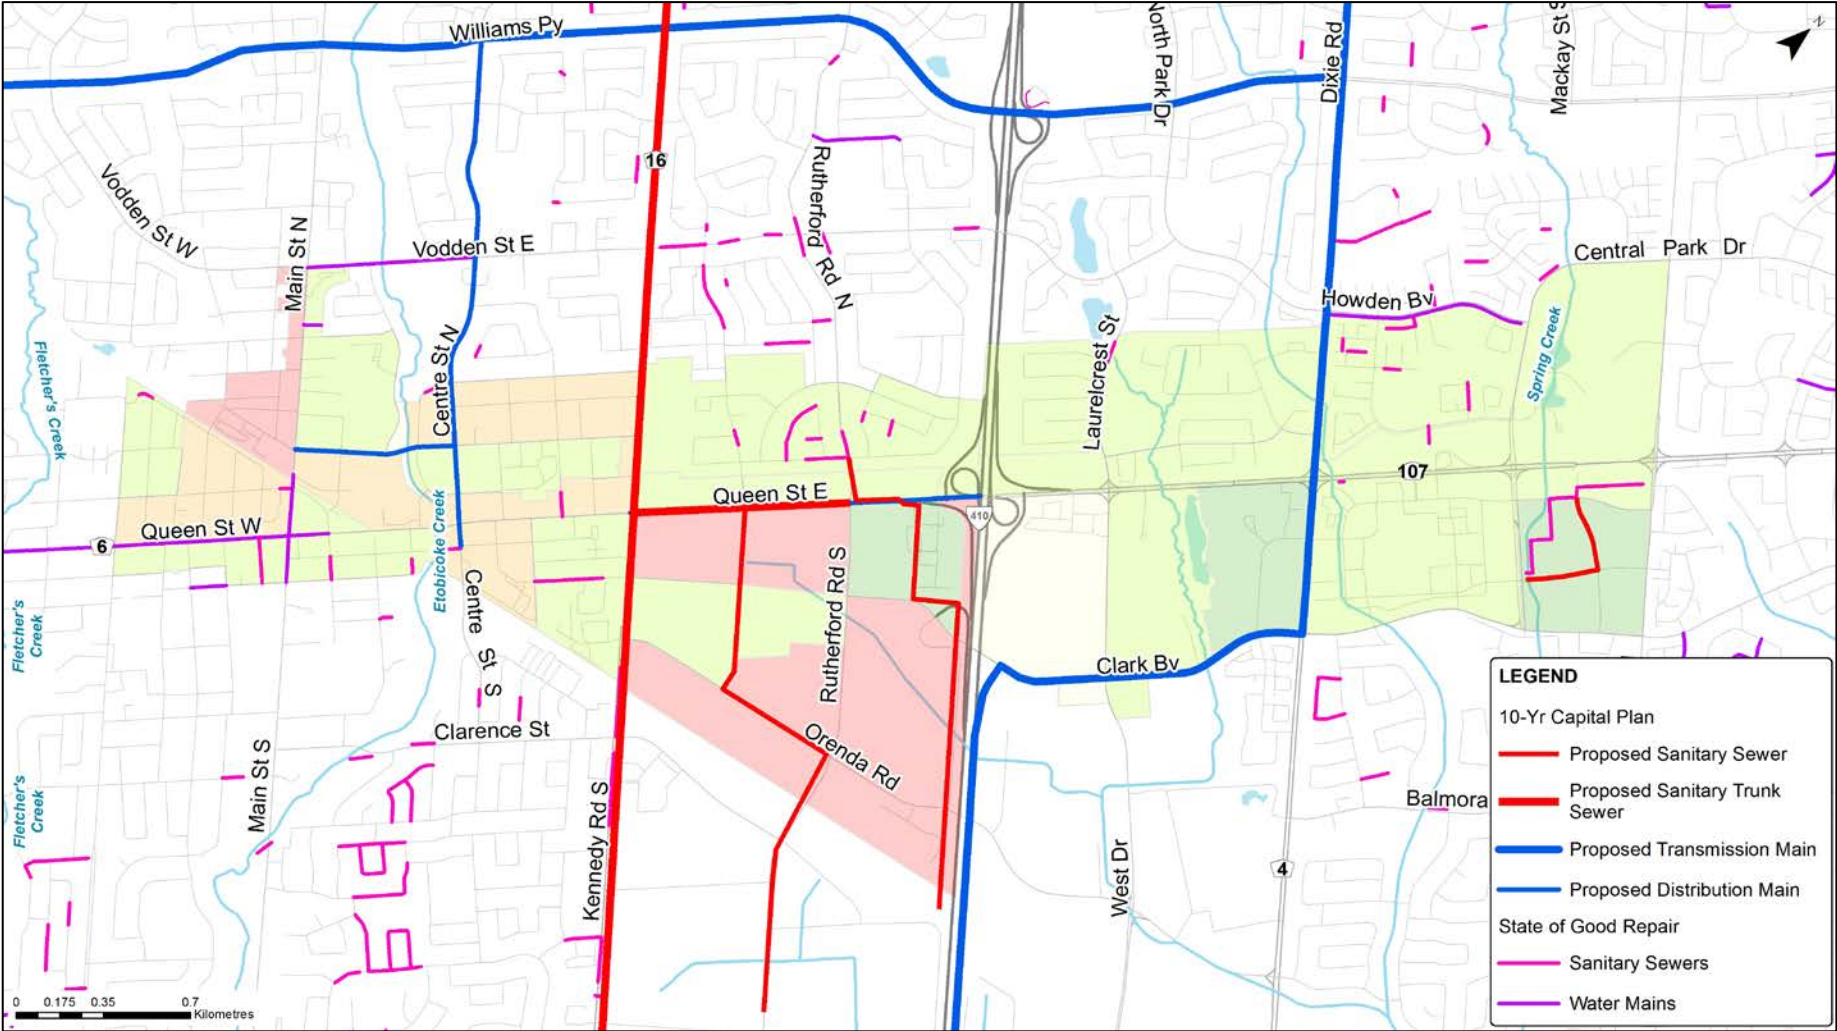 Williams Py
North Park Dr
Dixie Rd
Mackay St S
N
16
Vodden St W
Main St N
Vodden St E
Rutherford Rd N
Central Park Dr
Howden Bv
Fletcher's Creek
Centre St N
Laurelcrest St
Spring Creek
107
Queen St E
410
Queen St W
6
Etobicoke Creek
Centre St S
Rutherford Rd S
Fletcher's
Creek
Clark Bv
Clarence St
Orenda Rd
Main St S
Kennedy Rd S
Fletcher's
Creek
West Dr
4
Balmora
LEGEND
10-Yr Capital Plan
Proposed Sanitary Sewer
Proposed Sanitary Trunk
Sewer
Proposed Transmission Main
Proposed Distribution Main
State of Good Repair
Sanitary Sewers
Water Mains
0 0.175 0.35 0.7
Kilometres